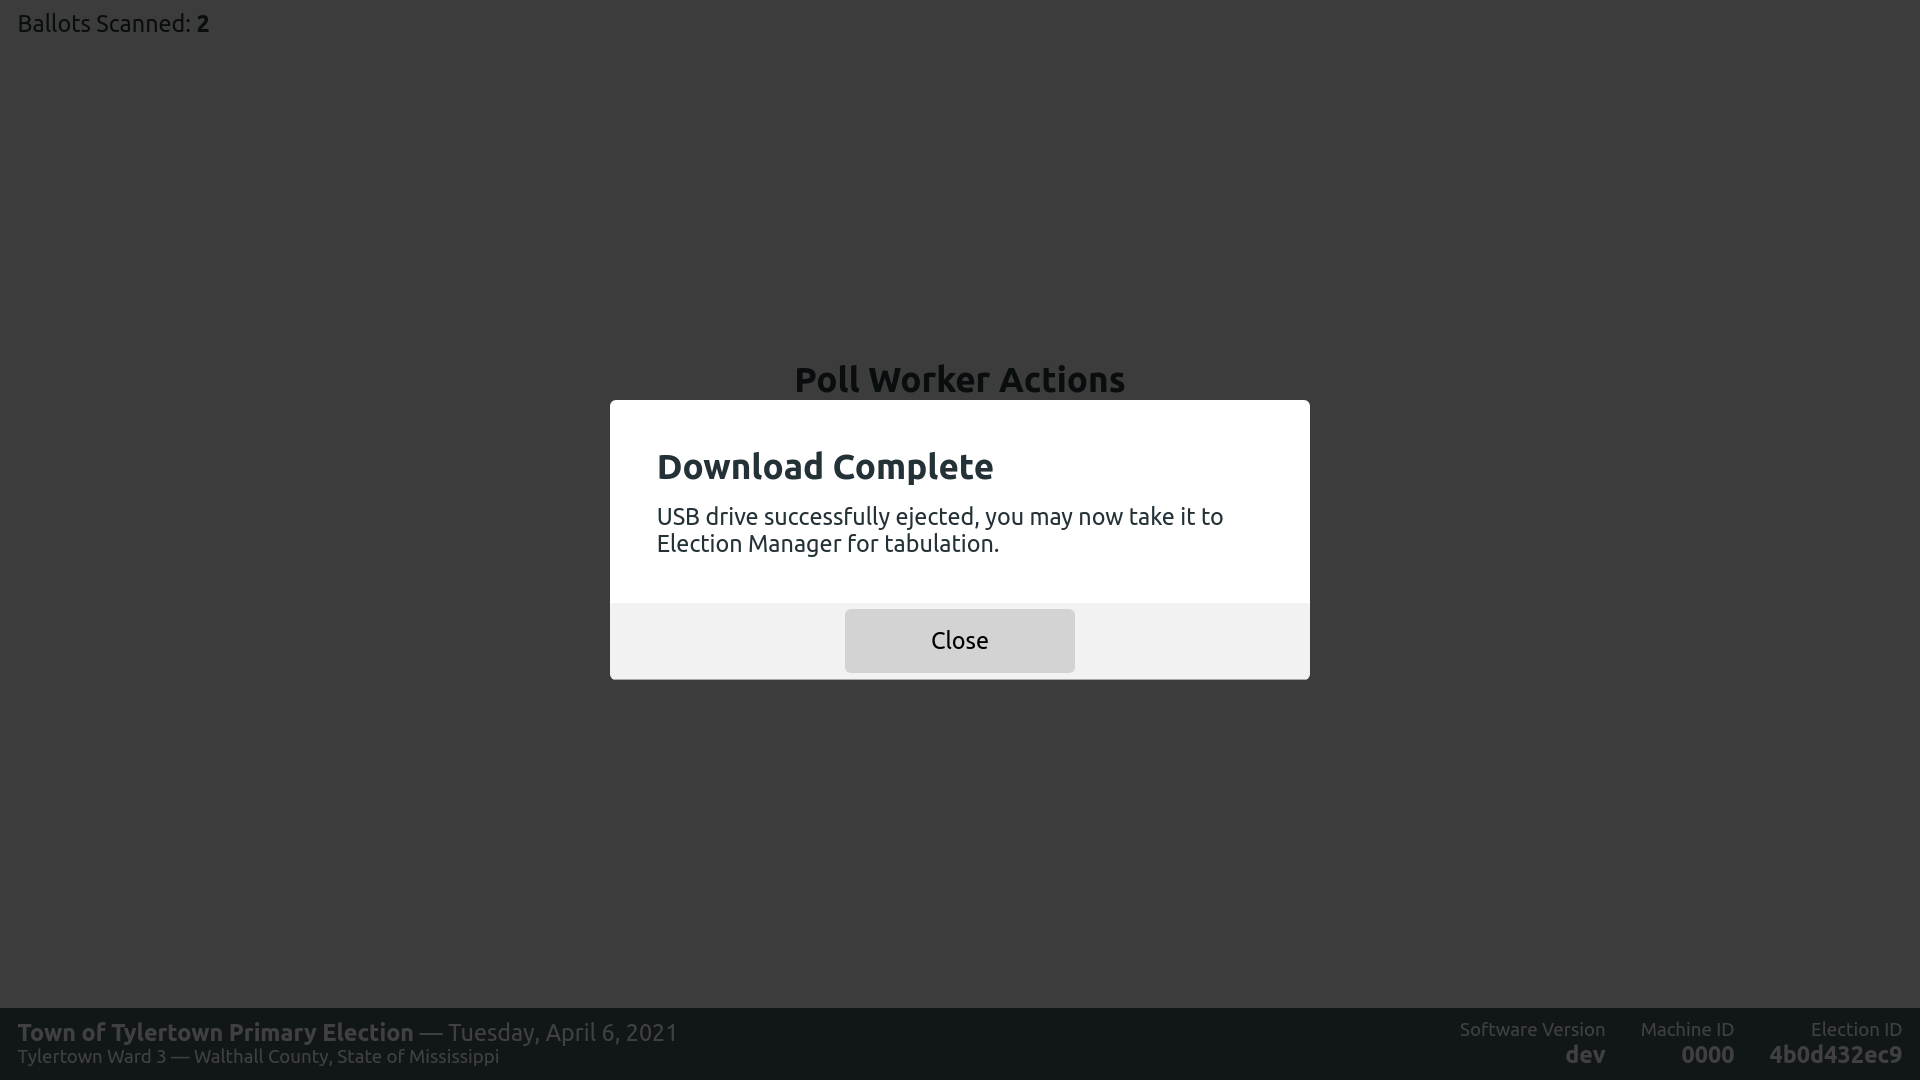 Ballots Scanned: 2
Poll Worker Actions
Download Complete
USB drive successfully ejected, you may now take it to
Election Manager for tabulation.
Close
Town of Tylertown Primary Election — Tuesday, April 6, 2021
Tylertown Ward 3 — Walthall County, State of Mississippi
Software Version
dev
Machine ID
0000
Election ID
4b0d432ec9